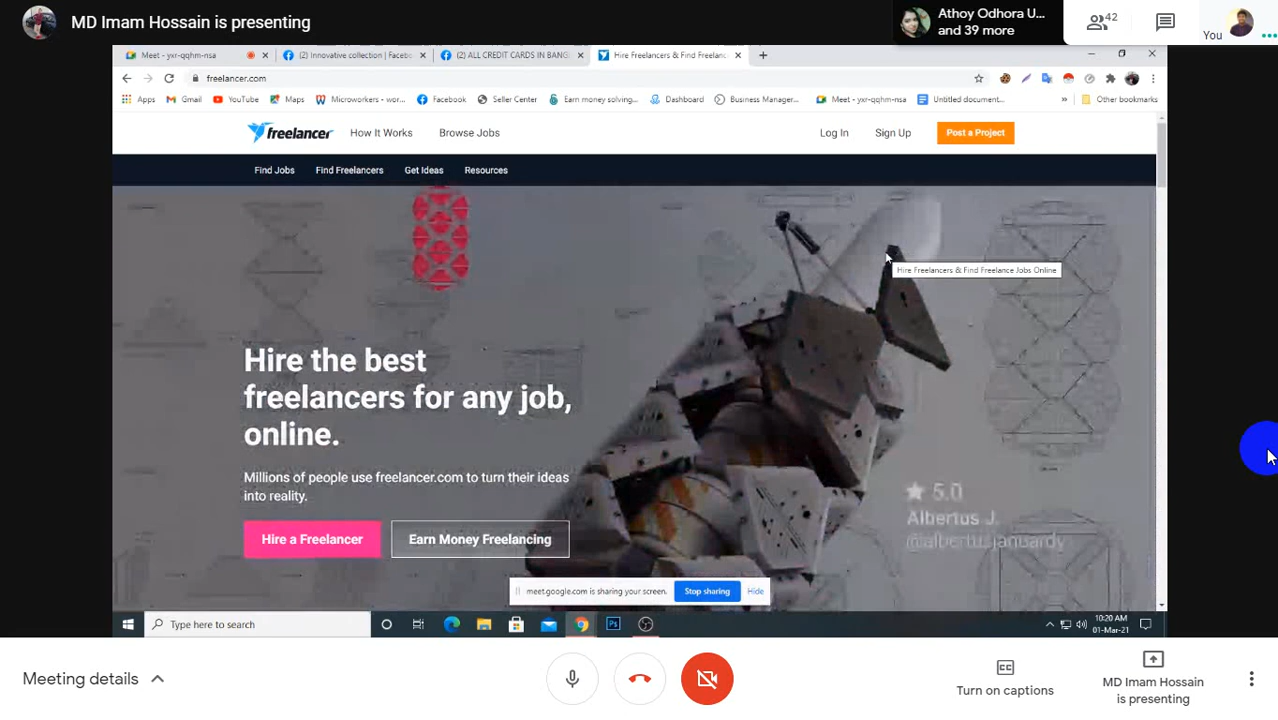 MD Imam Hossain is presenting
Athoy Odhora U...
and 39 more
42
You
Meet - yxr-qqhm-nsa
(2) Innovative collection | Facebo
(2) ALL CREDIT CARDS IN BANG
Hire Freelancers & Find Freelanc
freelancer.com
Apps
Gmail
YouTube
Maps
Microworkers - wor...
Facebook
Seller Center
Earn money solving...
Dashboard
Business Manager...
Meet - yxr-qqhm-nsa
Untitled document...
»
Other bookmarks
freelancer
How It Works
Browse Jobs
Log In
Sign Up
Post a Project
Find Jobs
Find Freelancers
Get Ideas
Resources
Hire Freelancers & Find Freelance Jobs Online
Hire the best
freelancers for any job,
online.
Millions of people use freelancer.com to turn their ideas
into reality.
Hire a Freelancer
Earn Money Freelancing
★ 5.0
Albertus J.
@albertu_januardy
meet.google.com is sharing your screen.
Stop sharing
Hide
Type here to search
Ps
10:20 AM
01-Mar-21
Meeting details
Turn on captions
MD Imam Hossain
is presenting